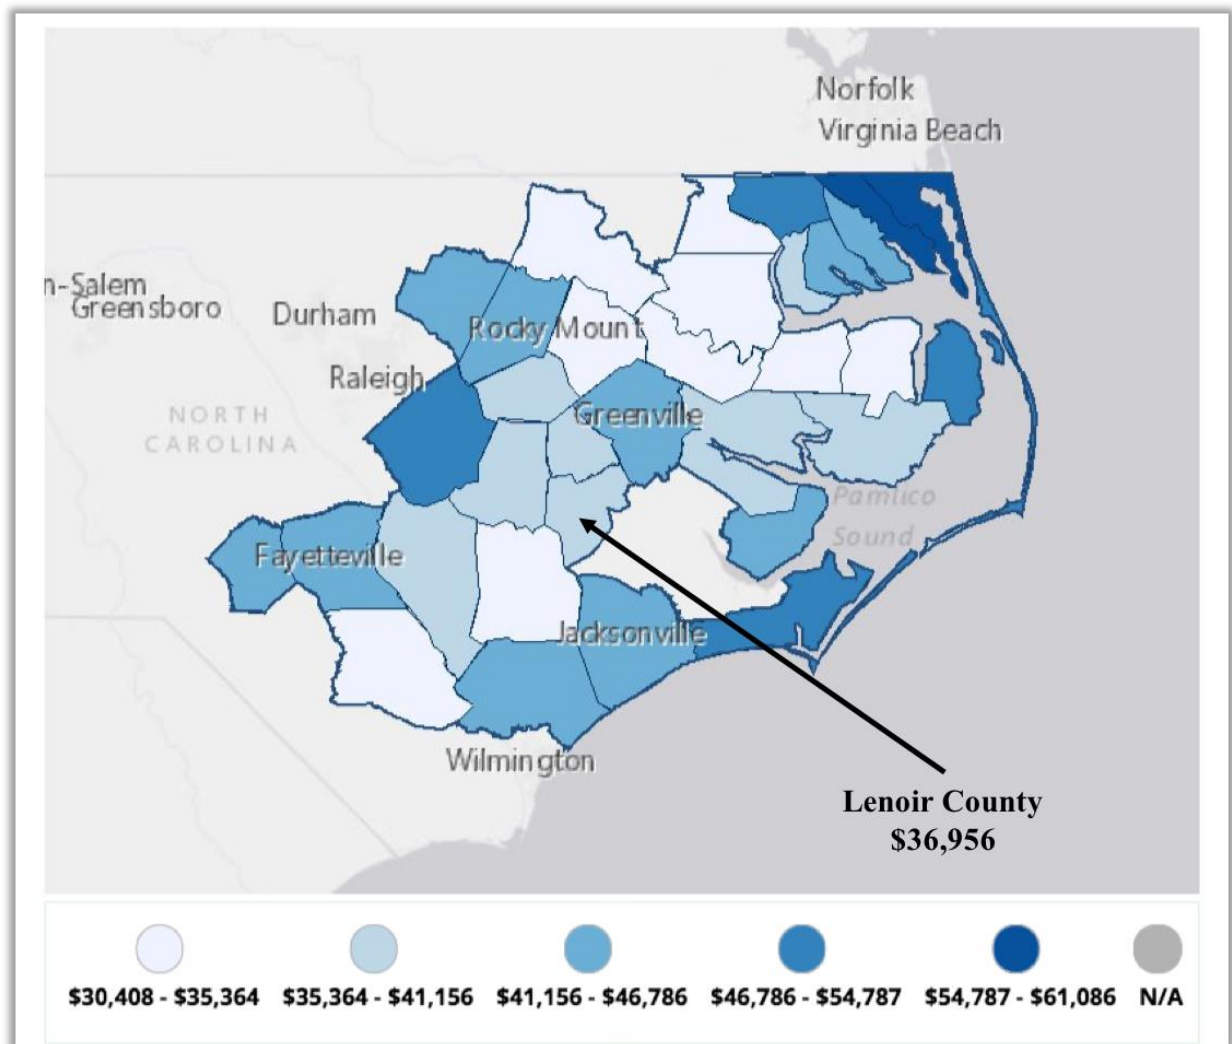 Norfolk
Virginia Beach
n-Salem
Greensboro
Durham
Rocky Mount
Raleigh
NORTH
CAROLINA
Greenville
Pamlico
Sound
Fayetteville
Jacksonville
Wilmington
Lenoir County
$36,956
$30,408 - $35,364
$35,364 - $41,156
$41,156 - $46,786
$46,786 - $54,787
$54,787 - $61,086
N/A